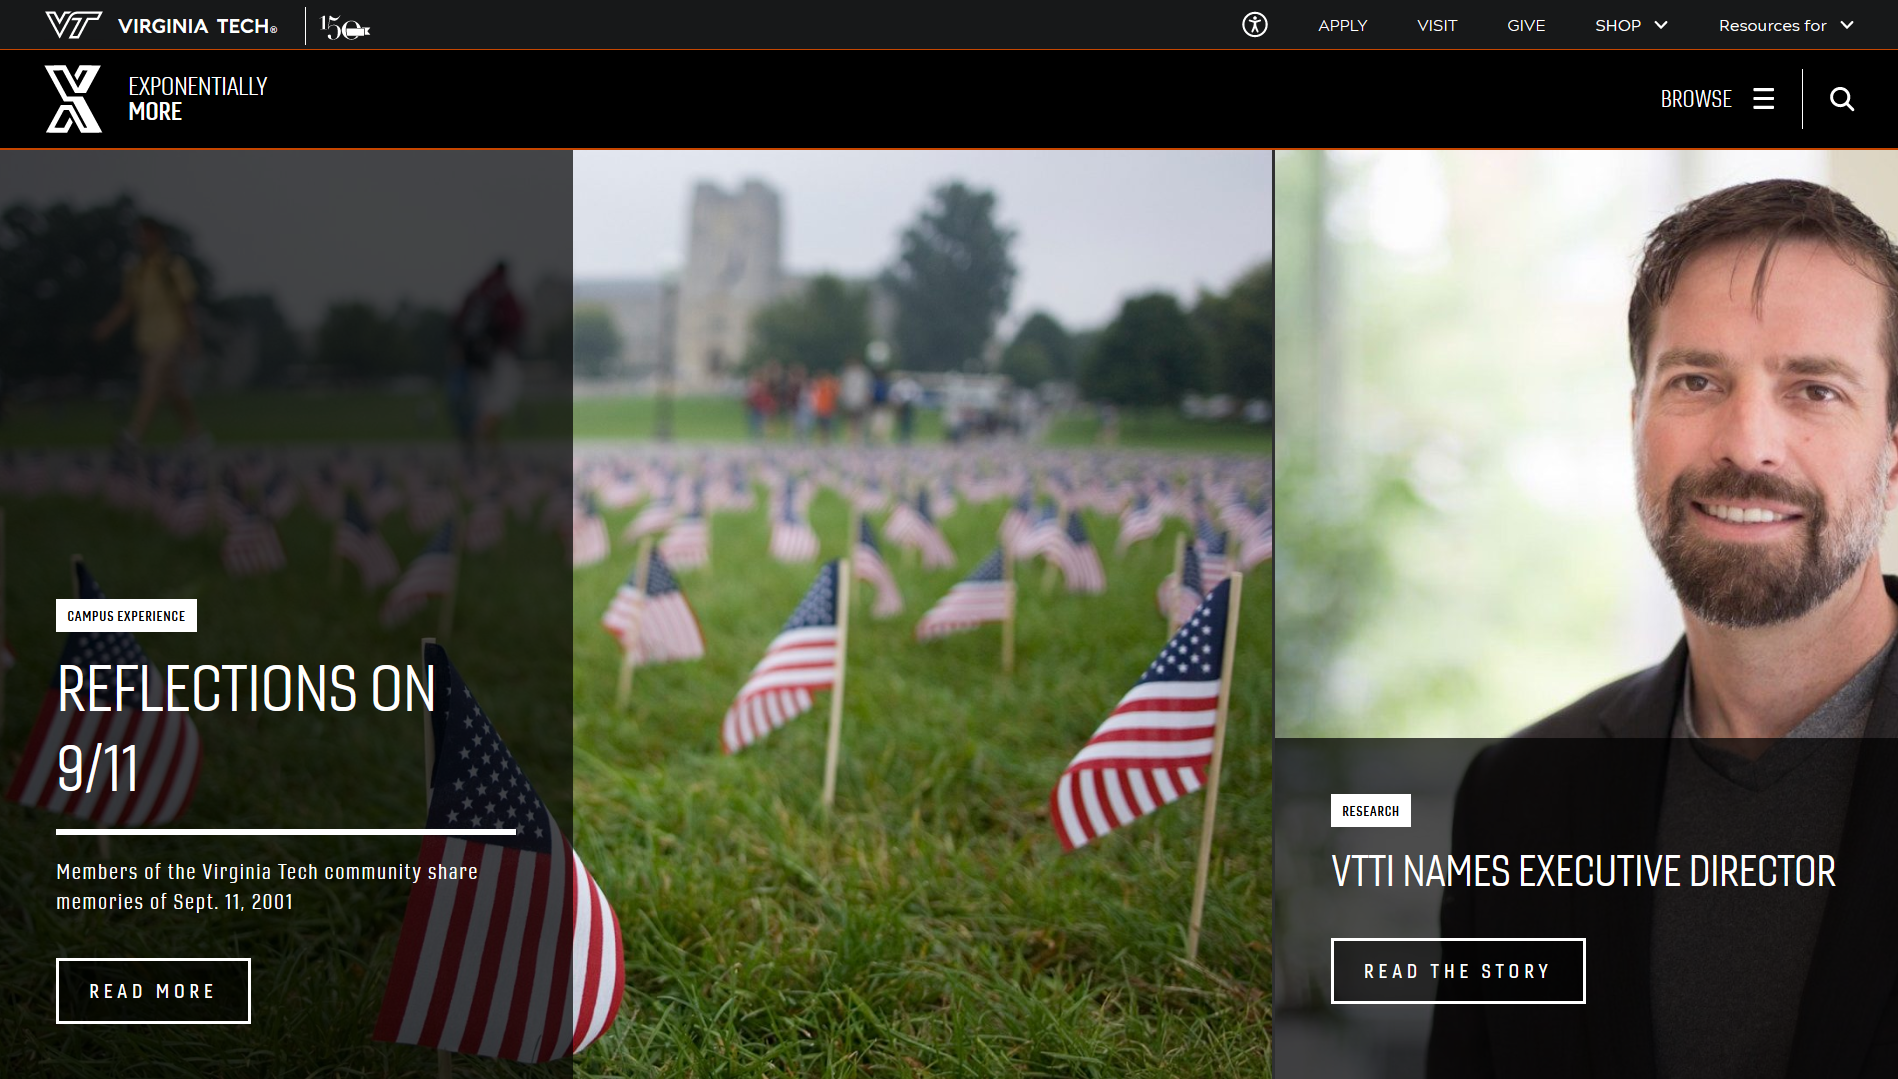 VT VIRGINIA TECH® 150
APPLY VISIT GIVE SHOP Resources for
EXPONENTIALLY
MORE
BROWSE
CAMPUS EXPERIENCE
REFLECTIONS ON
9/11
Members of the Virginia Tech community share
memories of Sept. 11, 2001
READ MORE
RESEARCH
VTTI NAMES EXECUTIVE DIRECTOR
READ THE STORY